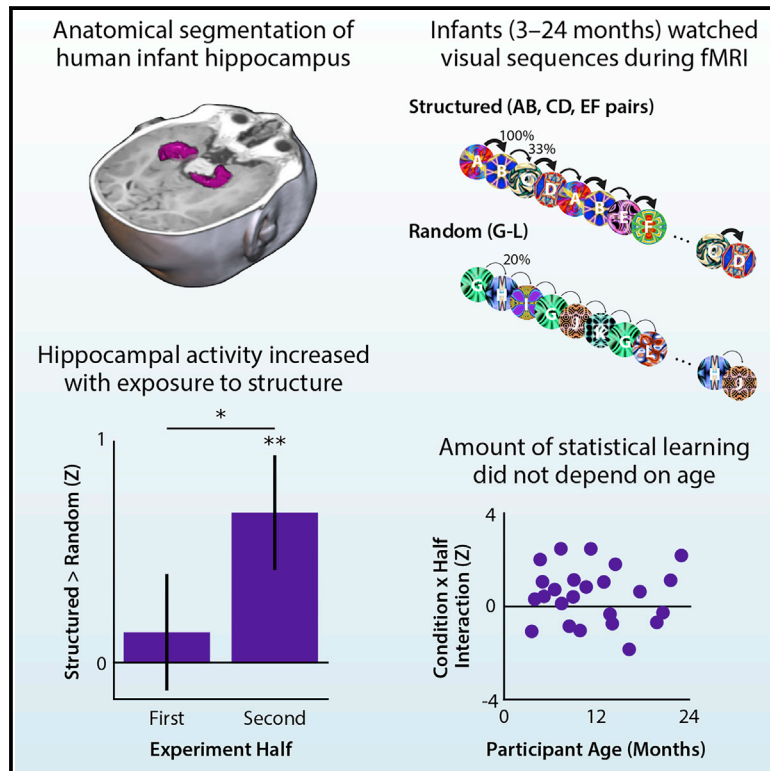 Anatomical segmentation of
human infant hippocampus
Infants (3–24 months) watched
visual sequences during fMRI
Structured (AB, CD, EF pairs)
100%
33%
A B C D A B E F ... C D
Random (G-L)
20%
G H I G J K G L ... H J
Hippocampal activity increased
with exposure to structure
*
**
1
0
Structured > Random (Z)
First Second
Experiment Half
Amount of statistical learning
did not depend on age
4
0
-4
Condition x Half
Interaction (Z)
0 12 24
Participant Age (Months)